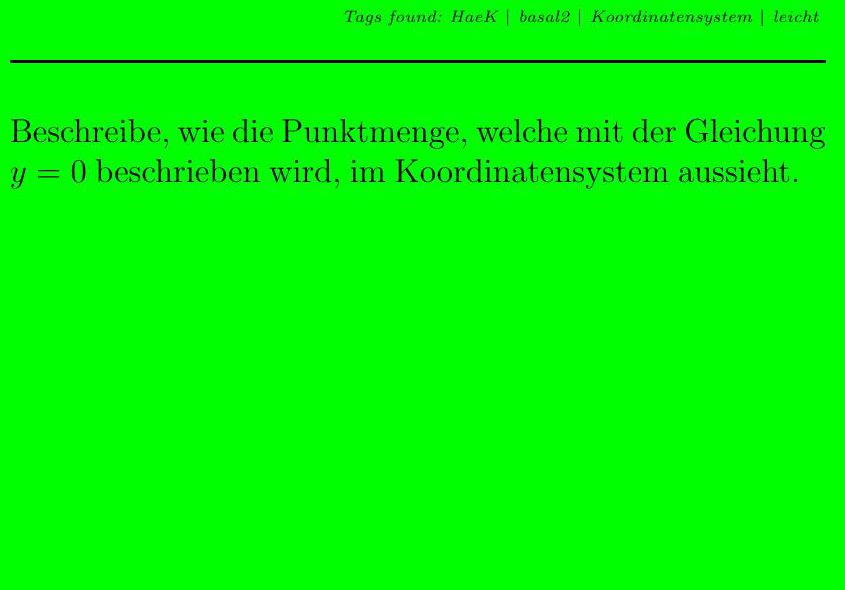 Tags found: HaeK | basal2 | Koordinatensystem | leicht
Beschreibe, wie die Punktmenge, welche mit der Gleichung
y = 0 beschrieben wird, im Koordinatensystem aussieht.